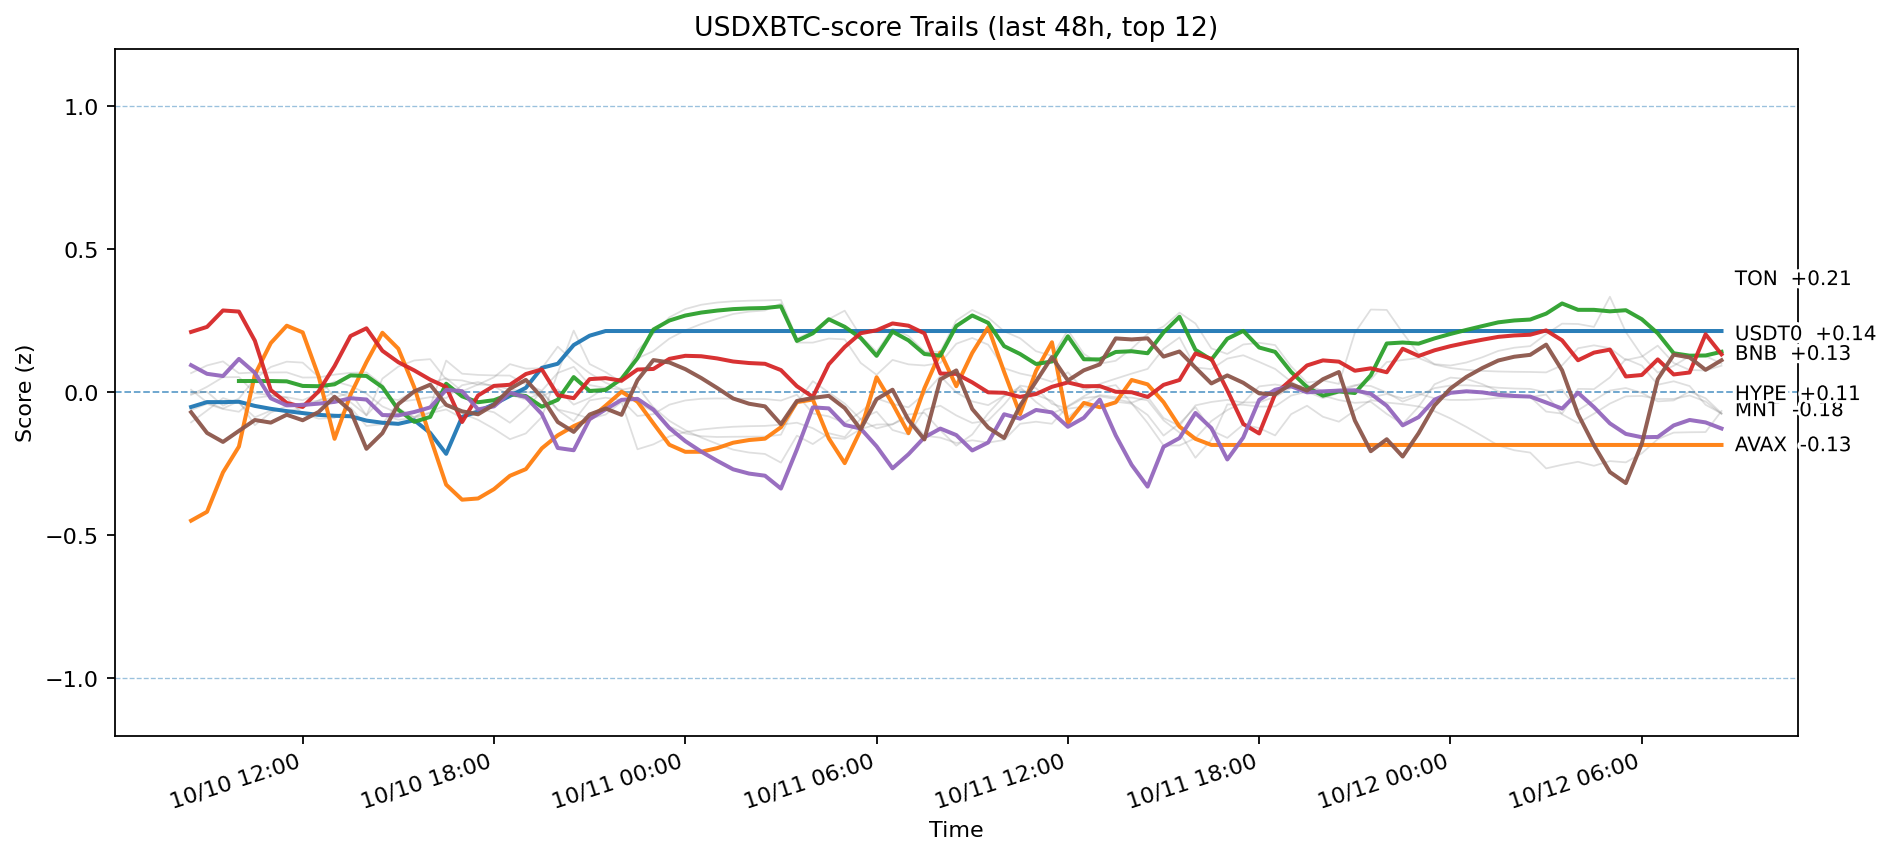 USDXBTC-score Trails (last 48h, top 12)
1.0
0.5
0.0
−0.5
−1.0
Score (z)
TON +0.21
USDT0 +0.14
BNB +0.13
HYPE +0.11
MNT -0.18
AVAX -0.13
10/10 12:00
10/10 18:00
10/11 00:00
10/11 06:00
10/11 12:00
10/11 18:00
10/12 00:00
10/12 06:00
Time